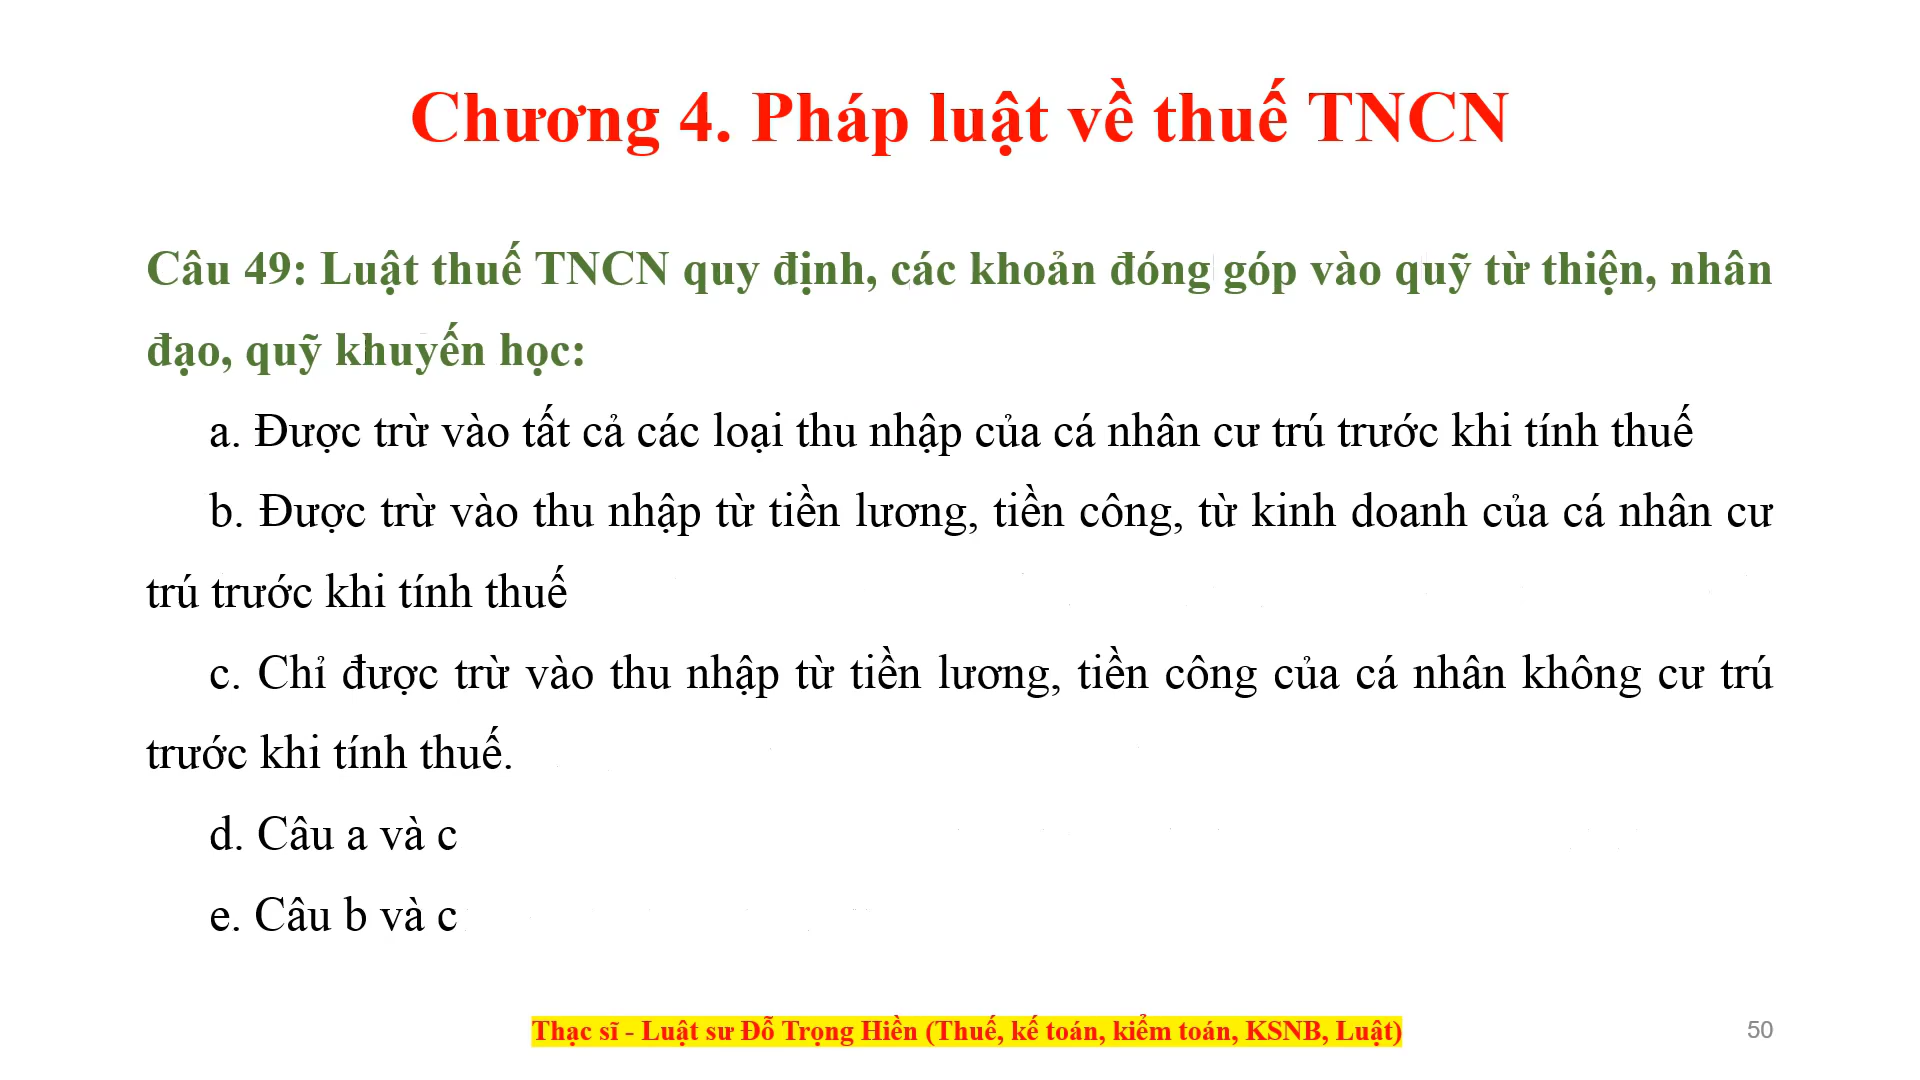 Chương 4. Pháp luật về thuế TNCN
Câu 49: Luật thuế TNCN quy định, các khoản đóng góp vào quỹ từ thiện, nhân
đạo, quỹ khuyến học:
a. Được trừ vào tất cả các loại thu nhập của cá nhân cư trú trước khi tính thuế
b. Được trừ vào thu nhập từ tiền lương, tiền công, từ kinh doanh của cá nhân cư
trú trước khi tính thuế
c. Chỉ được trừ vào thu nhập từ tiền lương, tiền công của cá nhân không cư trú
trước khi tính thuế.
d. Câu a và c
e. Câu b và c
Thạc sĩ - Luật sư Đỗ Trọng Hiền (Thuế, kế toán, kiểm toán, KSNB, Luật)
50